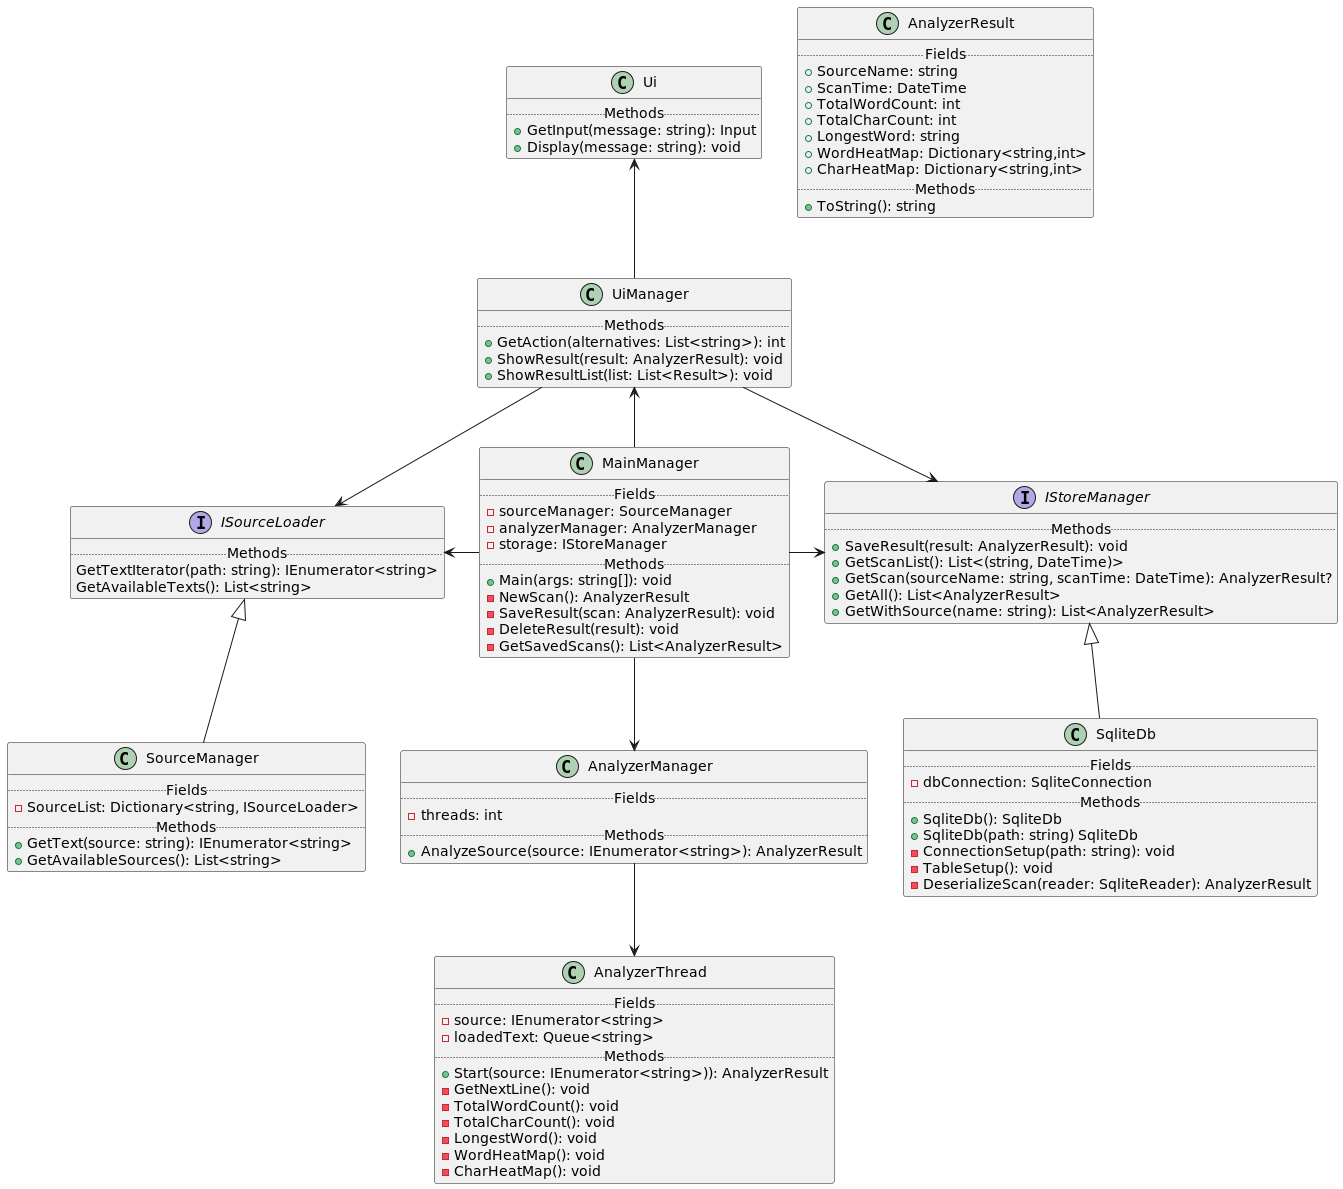 C AnalyzerResult
Fields
SourceName: string
ScanTime: DateTime
TotalWordCount: int
TotalCharCount: int
LongestWord: string
WordHeatMap: Dictionary<string,int>
CharHeatMap: Dictionary<string,int>
Methods
ToString(): string
C Ui
Methods
GetInput(message: string): Input
Display(message: string): void
C UiManager
Methods
GetAction(alternatives: List<string>): int
ShowResult(result: AnalyzerResult): void
ShowResultList(list: List<Result>): void
C MainManager
Fields
sourceManager: SourceManager
analyzerManager: AnalyzerManager
storage: IStoreManager
Methods
Main(args: string[]): void
NewScan(): AnalyzerResult
SaveResult(scan: AnalyzerResult): void
DeleteResult(result): void
GetSavedScans(): List<AnalyzerResult>
I ISourceLoader
Methods
GetTextIterator(path: string): IEnumerator<string>
GetAvailableTexts(): List<string>
I IStoreManager
Methods
SaveResult(result: AnalyzerResult): void
GetScanList(): List<(string, DateTime)>
GetScan(sourceName: string, scanTime: DateTime): AnalyzerResult?
GetAll(): List<AnalyzerResult>
GetWithSource(name: string): List<AnalyzerResult>
C SourceManager
Fields
SourceList: Dictionary<string, ISourceLoader>
Methods
GetText(source: string): IEnumerator<string>
GetAvailableSources(): List<string>
C AnalyzerManager
Fields
threads: int
Methods
AnalyzeSource(source: IEnumerator<string>): AnalyzerResult
C SqliteDb
Fields
dbConnection: SqliteConnection
Methods
SqliteDb(): SqliteDb
SqliteDb(path: string) SqliteDb
ConnectionSetup(path: string): void
TableSetup(): void
DeserializeScan(reader: SqliteReader): AnalyzerResult
C AnalyzerThread
Fields
source: IEnumerator<string>
loadedText: Queue<string>
Methods
Start(source: IEnumerator<string>)): AnalyzerResult
GetNextLine(): void
TotalWordCount(): void
TotalCharCount(): void
LongestWord(): void
WordHeatMap(): void
CharHeatMap(): void